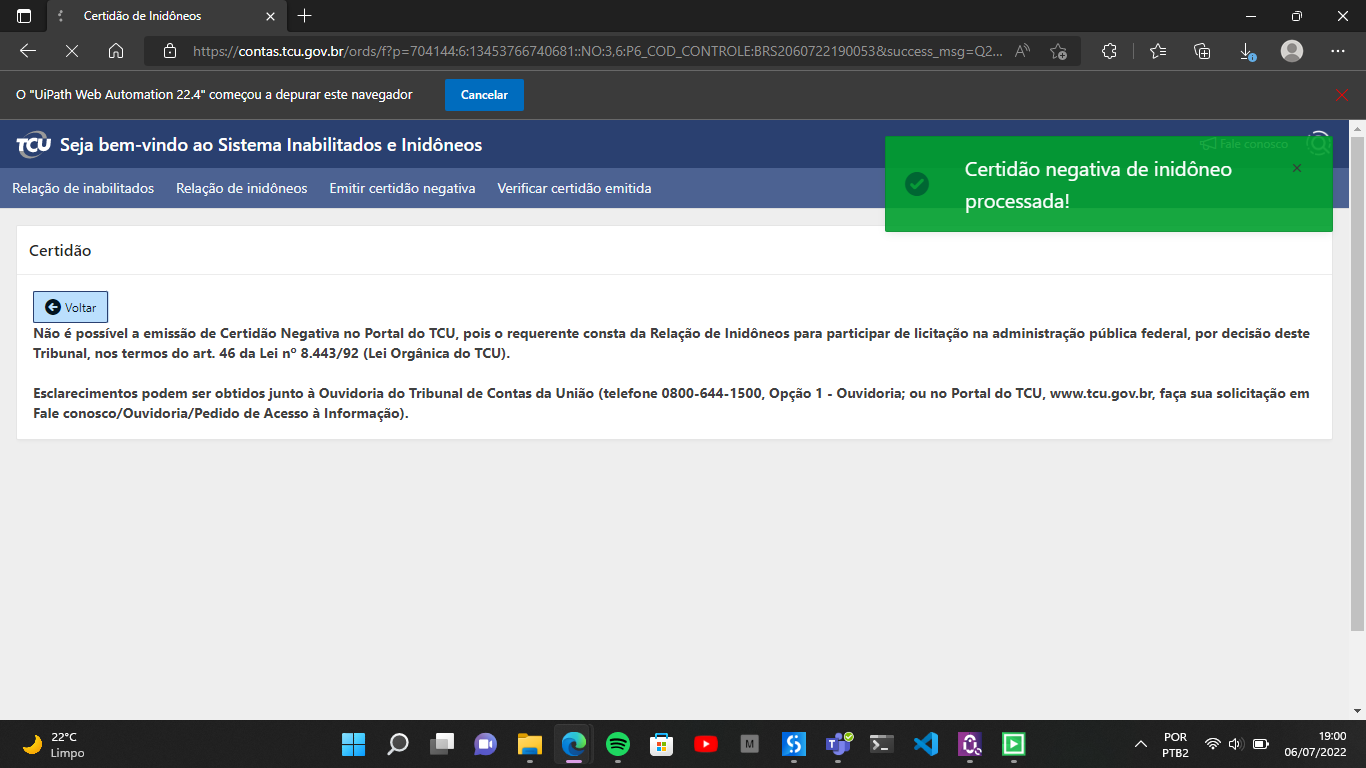 Certidão de Inidôneos
https://contas.tcu.gov.br/ords/f?p=704144:6:13453766740681::NO:3,6:P6_COD_CONTROLE:BRS2060722190053&success_msg=Q2...
O "UiPath Web Automation 22.4" começou a depurar este navegador
Cancelar
TCU
Seja bem-vindo ao Sistema Inabilitados e Inidôneos
Fale conosco
Relação de inabilitados
Relação de inidôneos
Emitir certidão negativa
Verificar certidão emitida
Certidão negativa de inidôneo
processada!
Certidão
Voltar
Não é possível a emissão de Certidão Negativa no Portal do TCU, pois o requerente consta da Relação de Inidôneos para participar de licitação na administração pública federal, por decisão deste
Tribunal, nos termos do art. 46 da Lei nº 8.443/92 (Lei Orgânica do TCU).
Esclarecimentos podem ser obtidos junto à Ouvidoria do Tribunal de Contas da União (telefone 0800-644-1500, Opção 1 - Ouvidoria; ou no Portal do TCU, www.tcu.gov.br, faça sua solicitação em
Fale conosco/Ouvidoria/Pedido de Acesso à Informação).
22°C
Limpo
M
POR
PTB2
19:00
06/07/2022